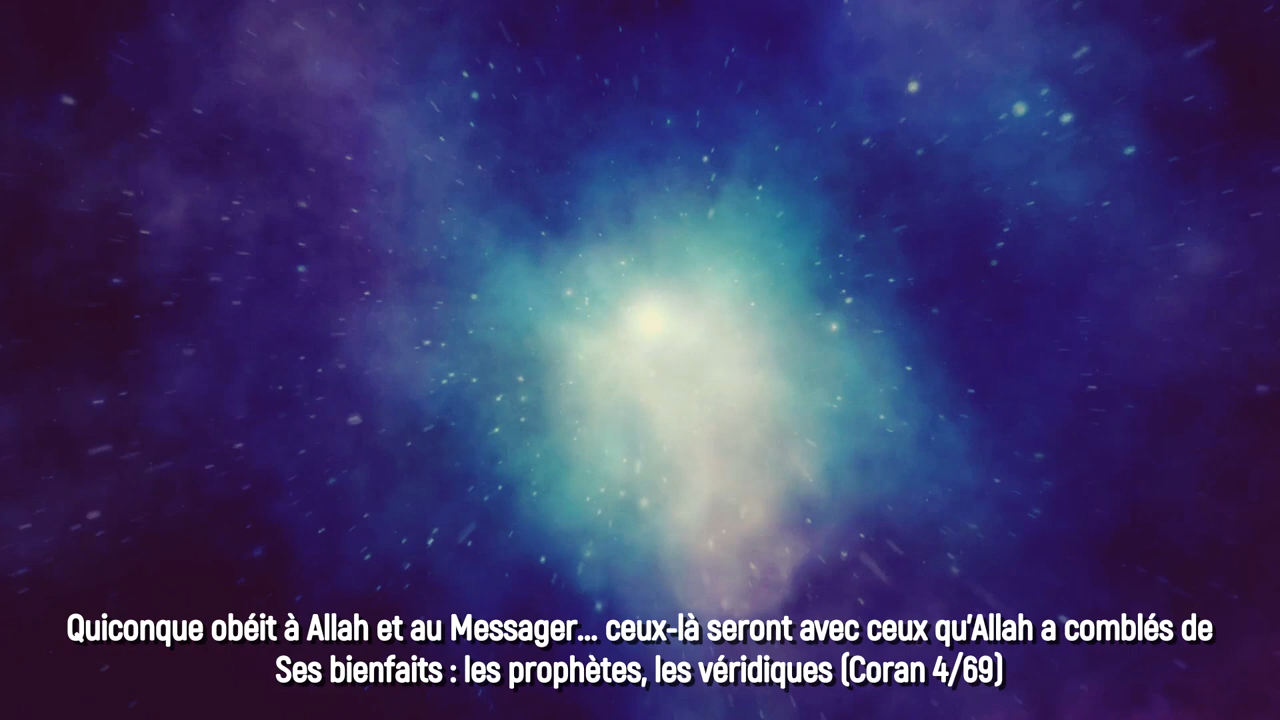 Quiconque obéit à Allah et au Messager... ceux-là seront avec ceux qu'Allah a comblés de
Ses bienfaits : les prophètes, les véridiques (Coran 4/69)